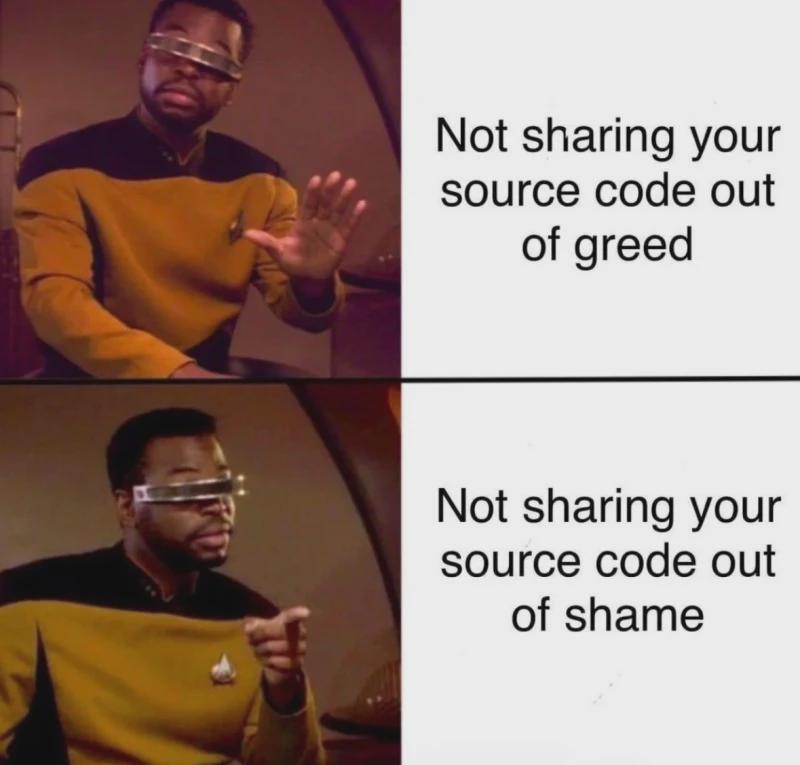 Not sharing your
source code out
of greed
Not sharing your
source code out
of shame